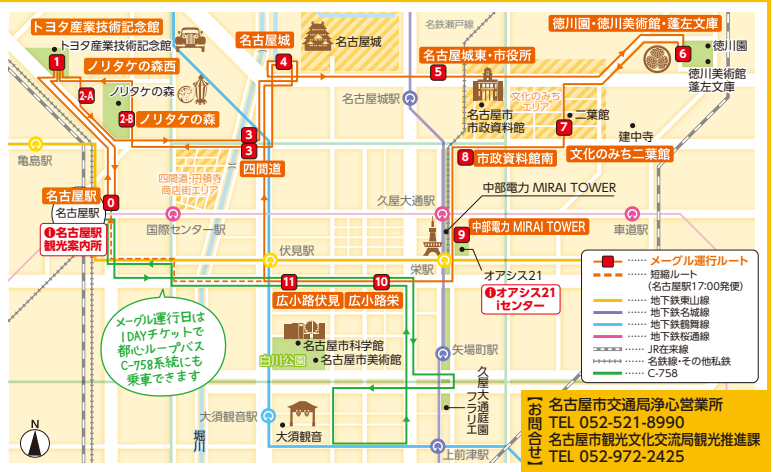 トヨタ産業技術記念館
トヨタ産業技術記念館
1
ノリタケの森西
2-A
ノリタケの森
2-B
ノリタケの森
名古屋城
4
名古屋城
名鉄瀬戸線
名古屋城東・市役所
5
徳川園・徳川美術館・蓬左文庫
6
徳川園
徳川美術館
蓬左文庫
名古屋城駅
名古屋市
市政資料館
文化のみち
エリア
二葉館
7
建中寺
文化のみち二葉館
8
市政資料館南
3
3
四間道
四間道・円頓寺
商店街エリア
亀島駅
名古屋駅
0
名古屋駅
i名古屋駅
観光案内所
国際センター駅
久屋大通駅
中部電力 MIRAI TOWER
9
中部電力 MIRAI TOWER
車道駅
伏見駅
栄駅
オアシス21
iオアシス21
iセンター
11
広小路伏見
10
広小路栄
メーグル運行日は
1DAYチケットで
都心ループバス
C-758系統にも
乗車できます
名古屋市科学館
白川公園
名古屋市美術館
矢場町駅
久屋大通庭園
フラリエ
大須観音駅
大須観音
堀川
上前津駅
N
メーグル運行ルート
短縮ルート
(名古屋駅17:00発便)
地下鉄東山線
地下鉄名城線
地下鉄鶴舞線
地下鉄桜通線
JR在来線
名鉄線・その他私鉄
C-758
【お問合せ】
名古屋市交通局浄心営業所
TEL 052-521-8990
名古屋市観光文化交流局観光推進課
TEL 052-972-2425